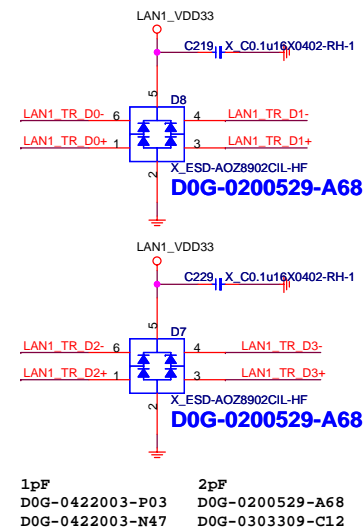 LAN1_VDD33
C219 X_C0.1u16X0402-RH-1
5
D8
LAN1_TR_D0- 6 4 LAN1_TR_D1-
LAN1_TR_D0+ 1 3 LAN1_TR_D1+
2
X_ESD-AOZ8902CIL-HF
D0G-0200529-A68
LAN1_VDD33
C229 X_C0.1u16X0402-RH-1
5
D7
LAN1_TR_D2- 6 4 LAN1_TR_D3-
LAN1_TR_D2+ 1 3 LAN1_TR_D3+
2
X_ESD-AOZ8902CIL-HF
D0G-0200529-A68
1pF 2pF
D0G-0422003-P03 D0G-0200529-A68
D0G-0422003-N47 D0G-0303309-C12